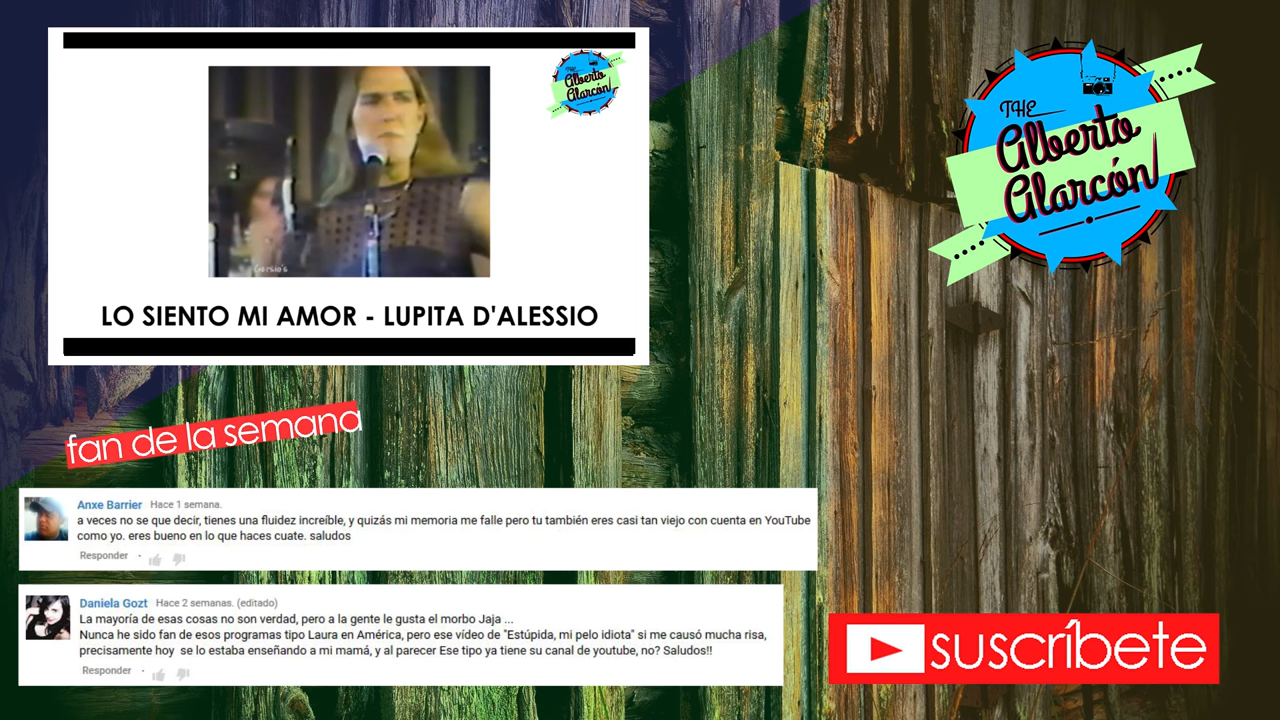 THE
Alberto
Alarcón
Gersio's
LO SIENTO MI AMOR - LUPITA D'ALESSIO
THE
Alberto
Alarcón
fan de la semana
Anxe Barrier Hace 1 semana.
a veces no se que decir, tienes una fluidez increíble, y quizás mi memoria me falle pero tu también eres casi tan viejo con cuenta en YouTube
como yo. eres bueno en lo que haces cuate. saludos
Responder ·
Daniela Gozt Hace 2 semanas. (editado)
La mayoría de esas cosas no son verdad, pero a la gente le gusta el morbo Jaja ...
Nunca he sido fan de esos programas tipo Laura en América, pero ese vídeo de "Estúpida, mi pelo idiota" si me causó mucha risa,
precisamente hoy se lo estaba enseñando a mi mamá, y al parecer Ese tipo ya tiene su canal de youtube, no? Saludos!!
Responder ·
suscríbete